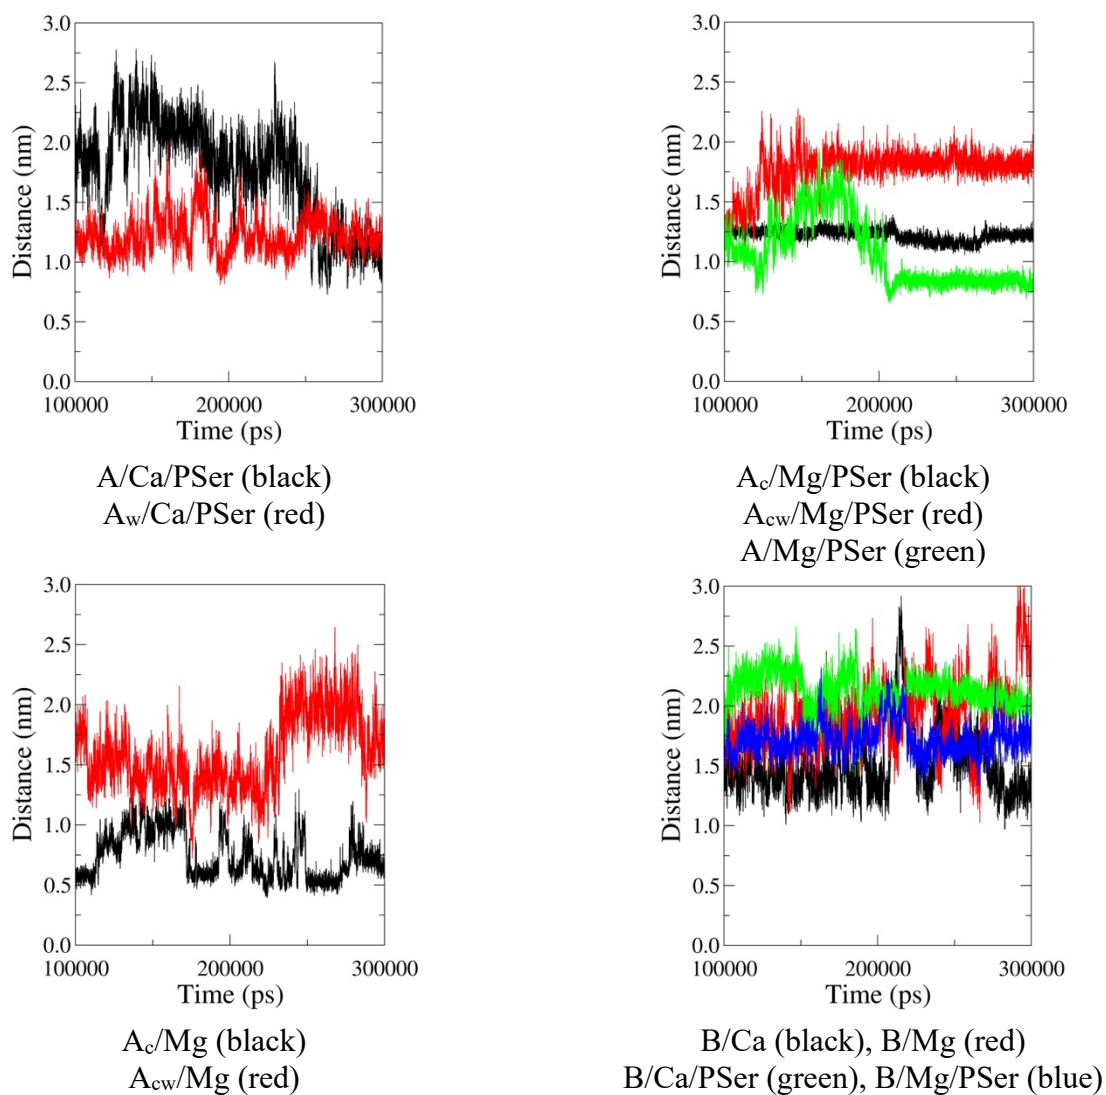 3.0
2.5
2.0
1.5
1.0
0.5
0.0
Distance (nm)
100000 200000 300000
Time (ps)
A/Ca/PSer (black)
A_w/Ca/PSer (red)
3.0
2.5
2.0
1.5
1.0
0.5
0.0
Distance (nm)
100000 200000 300000
Time (ps)
A_c/Mg/PSer (black)
A_cw/Mg/PSer (red)
A/Mg/PSer (green)
3.0
2.5
2.0
1.5
1.0
0.5
0.0
Distance (nm)
100000 200000 300000
Time (ps)
A_c/Mg (black)
A_cw/Mg (red)
3.0
2.5
2.0
1.5
1.0
0.5
0.0
Distance (nm)
100000 200000 300000
Time (ps)
B/Ca (black), B/Mg (red)
B/Ca/PSer (green), B/Mg/PSer (blue)